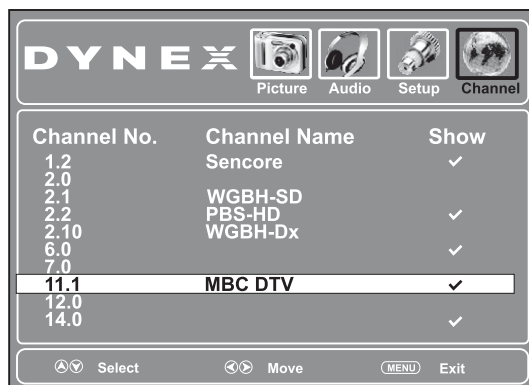 DYNEX
Picture Audio Setup Channel
Channel No. Channel Name Show
1.2 Sencore ✓
2.0
2.1 WGBH-SD
2.2 PBS-HD ✓
2.10 WGBH-Dx
6.0 ✓
7.0
11.1 MBC DTV ✓
12.0
14.0 ✓
Select Move MENU Exit